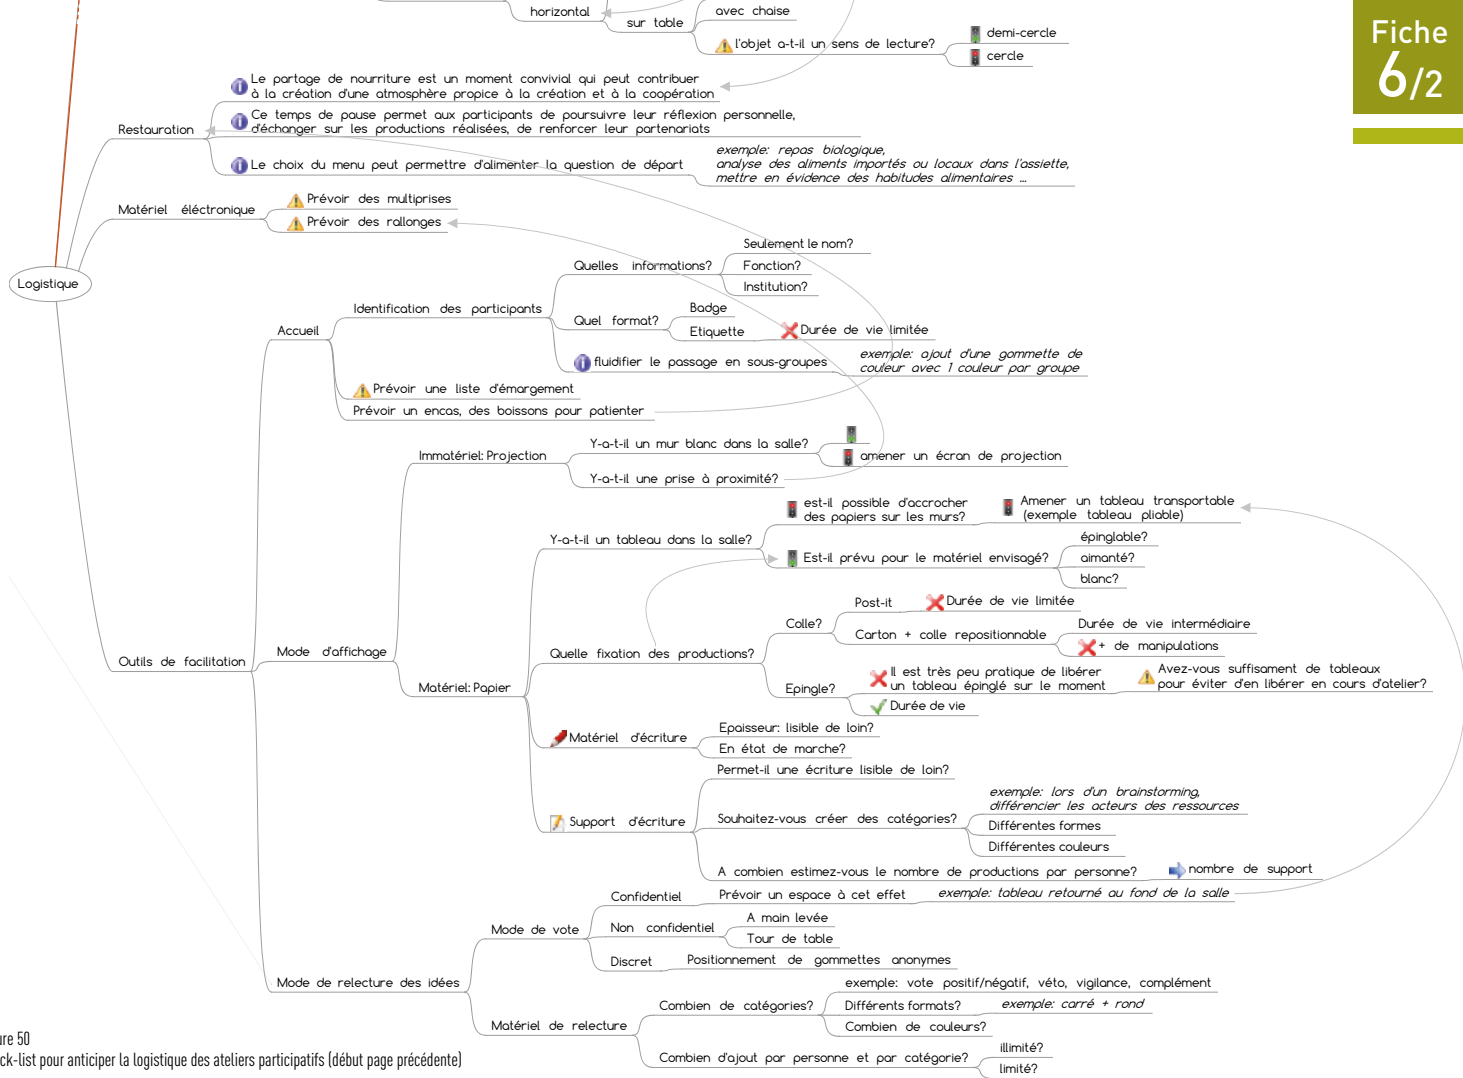 horizontal
sur table
avec chaise
l'objet a-t-il un sens de lecture?
demi-cercle
cercle
Fiche
6/2
Restauration
Le partage de nourriture est un moment convivial qui peut contribuer
à la création d'une atmosphère propice à la création et à la coopération
Ce temps de pause permet aux participants de poursuivre leur réflexion personnelle,
d'échanger sur les productions réalisées, de renforcer leur partenariats
Le choix du menu peut permettre d'alimenter la question de départ
exemple: repas biologique,
analyse des aliments importés ou locaux dans l'assiette,
mettre en évidence des habitudes alimentaires ...
Matériel éléctronique
Prévoir des multiprises
Prévoir des rallonges
Logistique
Outils de facilitation
Accueil
Identification des participants
Quelles informations?
Seulement le nom?
Fonction?
Institution?
Quel format?
Badge
Etiquette
Durée de vie limitée
fluidifier le passage en sous-groupes
exemple: ajout d'une gommette de
couleur avec 1 couleur par groupe
Prévoir une liste d'émargement
Prévoir un encas, des boissons pour patienter
Mode d'affichage
Immatériel: Projection
Y-a-t-il un mur blanc dans la salle?
amener un écran de projection
Y-a-t-il une prise à proximité?
Matériel: Papier
Y-a-t-il un tableau dans la salle?
est-il possible d'accrocher
des papiers sur les murs?
Amener un tableau transportable
(exemple tableau pliable)
Est-il prévu pour le matériel envisagé?
épinglable?
aimanté?
blanc?
Quelle fixation des productions?
Colle?
Post-it
Durée de vie limitée
Carton + colle repositionnable
Durée de vie intermédiaire
+ de manipulations
Epingle?
Il est très peu pratique de libérer
un tableau épinglé sur le moment
Avez-vous suffisament de tableaux
pour éviter d'en libérer en cours d'atelier?
Durée de vie
Matériel d'écriture
Epaisseur: lisible de loin?
En état de marche?
Support d'écriture
Permet-il une écriture lisible de loin?
Souhaitez-vous créer des catégories?
exemple: lors d'un brainstorming,
différencier les acteurs des ressources
Différentes formes
Différentes couleurs
A combien estimez-vous le nombre de productions par personne?
nombre de support
Mode de relecture des idées
Mode de vote
Confidentiel
Prévoir un espace à cet effet
exemple: tableau retourné au fond de la salle
Non confidentiel
A main levée
Tour de table
Discret
Positionnement de gommettes anonymes
Matériel de relecture
Combien de catégories?
exemple: vote positif/négatif, véto, vigilance, complément
Différents formats?
exemple: carré + rond
Combien de couleurs?
Combien d'ajout par personne et par catégorie?
illimité?
limité?
ure 50
ck-list pour anticiper la logistique des ateliers participatifs (début page précédente)